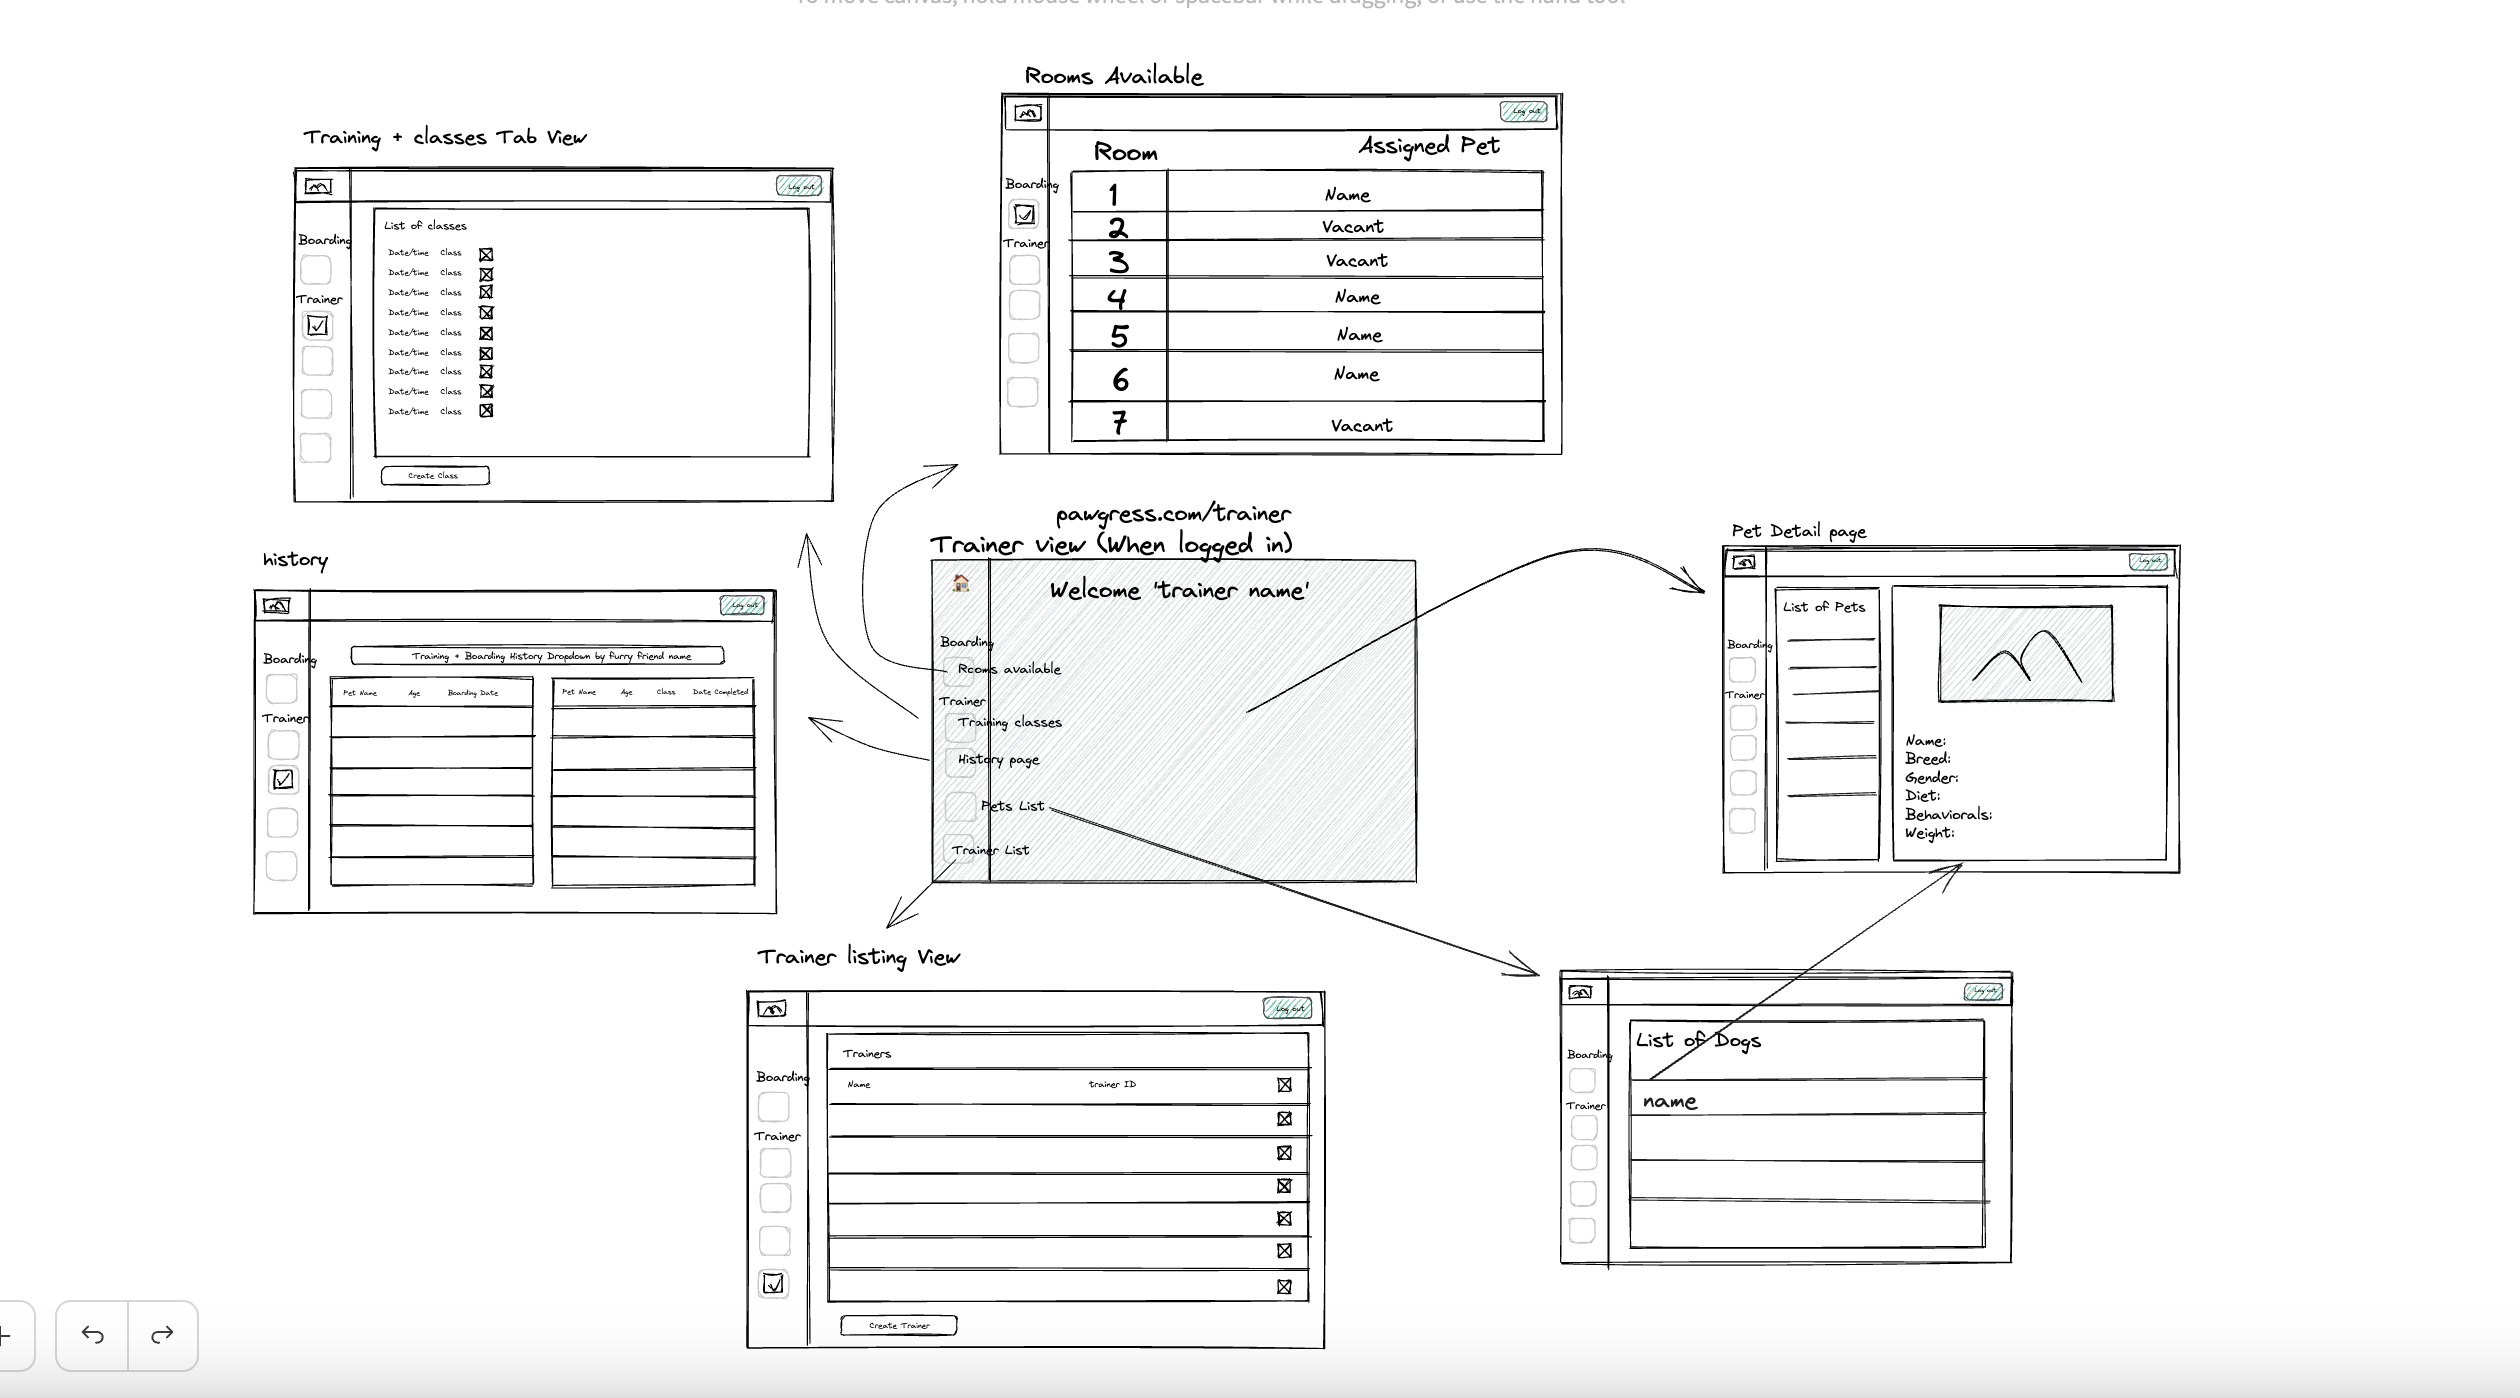 To move canvas, hold mouse wheel or spacebar while dragging, or use the hand tool
Rooms Available
Log out
Room
Assigned Pet
Boarding
Trainer
1
Name
2
Vacant
3
Vacant
4
Name
5
Name
6
Name
7
Vacant
Training + classes Tab View
Log out
Boarding
Trainer
List of classes
Date/time Class
Date/time Class
Date/time Class
Date/time Class
Date/time Class
Date/time Class
Date/time Class
Date/time Class
Date/time Class
Create Class
pawgress.com/trainer
Trainer view (When logged in)
Welcome 'trainer name'
Boarding
Rooms available
Trainer
Training classes
History page
Pets List
Trainer List
history
Log out
Boarding
Trainer
Training + Boarding History Dropdown by furry friend name
Pet Name Age Boarding Date
Pet Name Age Class Date Completed
Pet Detail page
Log out
Boarding
Trainer
List of Pets
Name:
Breed:
Gender:
Diet:
Behaviorals:
Weight:
Trainer listing View
Log out
Boarding
Trainer
Trainers
Name trainer ID
Create Trainer
Log out
Boarding
Trainer
List of Dogs
name